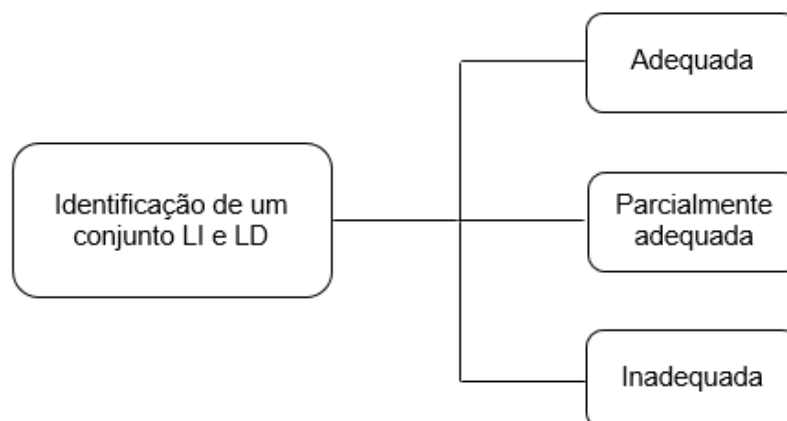 Adequada
Identificação de um
conjunto LI e LD
Parcialmente
adequada
Inadequada